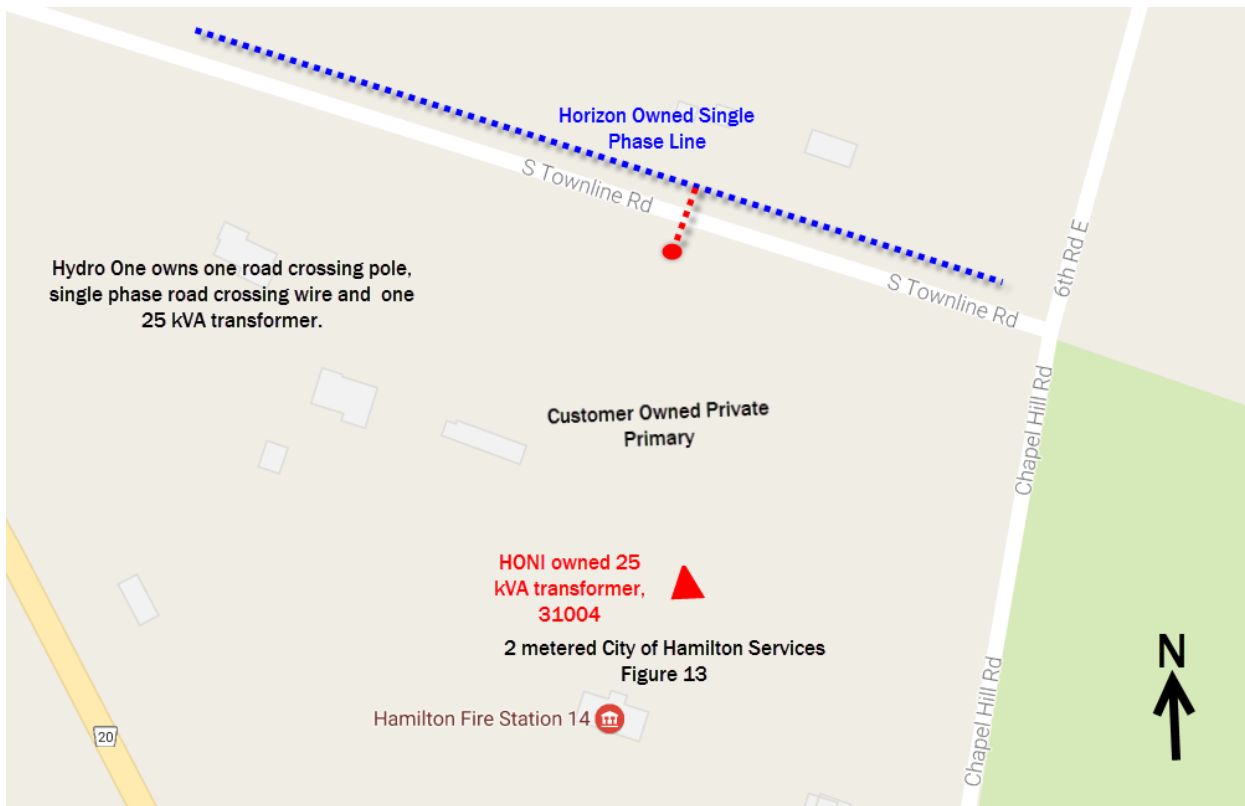 Horizon Owned Single
Phase Line
S Townline Rd
6th Rd E
Hydro One owns one road crossing pole,
single phase road crossing wire and one
25 kVA transformer.
S Townline Rd
Chapel Hill Rd
Customer Owned Private
Primary
HONI owned 25
kVA transformer,
31004
2 metered City of Hamilton Services
Figure 13
N
Hamilton Fire Station 14
20
Chapel Hill Rd